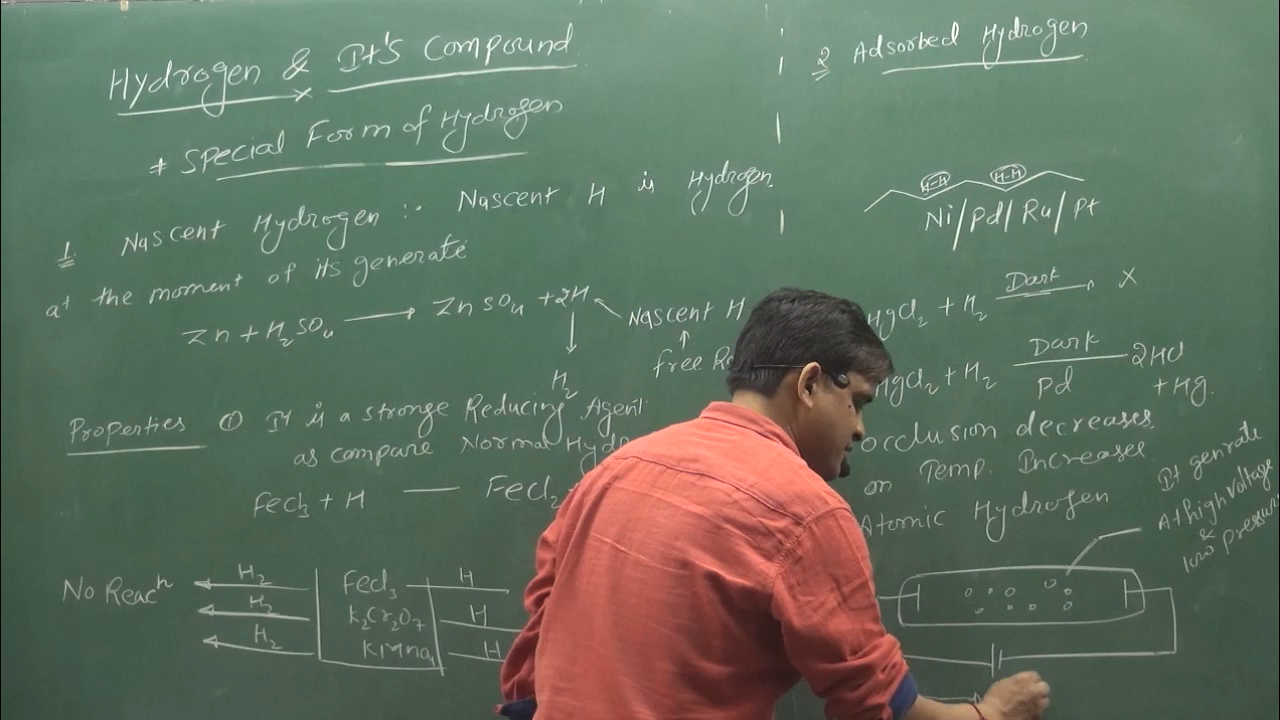 Hydrogen & It's Compound
* Special Form of Hydrogen
1. Nascent Hydrogen :- Nascent H is Hydrogen
at the moment of its generate
Zn + H₂SO₄ → ZnSO₄ + 2H
Nascent H
↑
free
↓
H₂
Properties ① It is a stronge Reducing Agent
as compare Normal Hyd
FeCl₃ + H — FeCl₂
No Reacⁿ
H₂ FeCl₃ H
H₂ K₂Cr₂O₇ H
H₂ KMnO₄ H
2 Adsorbed Hydrogen
H-H H-H
Ni/Pd/Ru/Pt
HgCl₂ + H₂ Dark → X
HgCl₂ + H₂ Dark Pd 2HCl
+ Hg.
occlusion decreases
on Temp. Increases
Atomic Hydrogen
It genrate
At high Voltage
&
low pressure